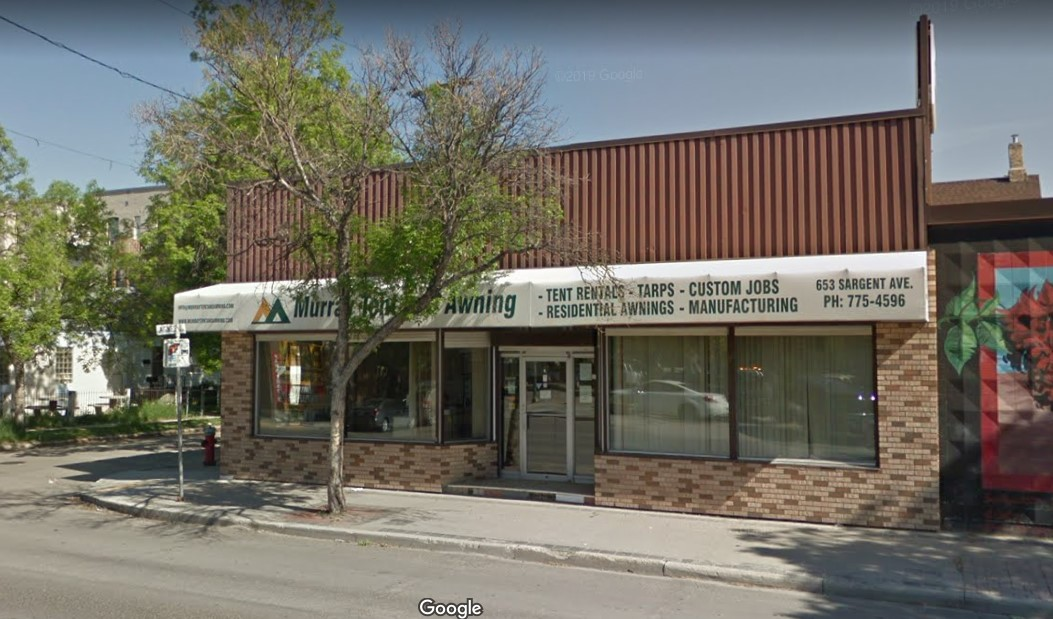 ©2019 Google
Murra Awning
- TENT RENTALS - TARPS - CUSTOM JOBS
- RESIDENTIAL AWNINGS - MANUFACTURING
653 SARGENT AVE.
PH: 775-4596
Google